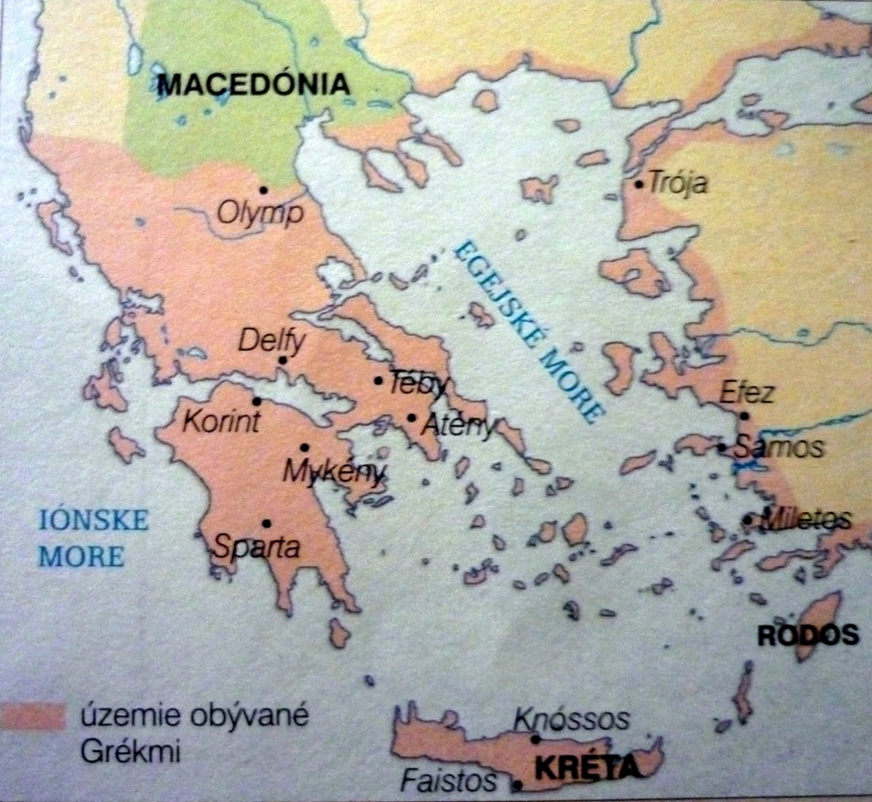 MACEDÓNIA
Trója
Olymp
EGEJSKÉ MORE
Delfy
Téby
Efez
Korint
Atény
Samos
Mykény
IÓNSKE
MORE
Miletos
Sparta
RODOS
územie obývané
Grékmi
Knóssos
KRÉTA
Faistos